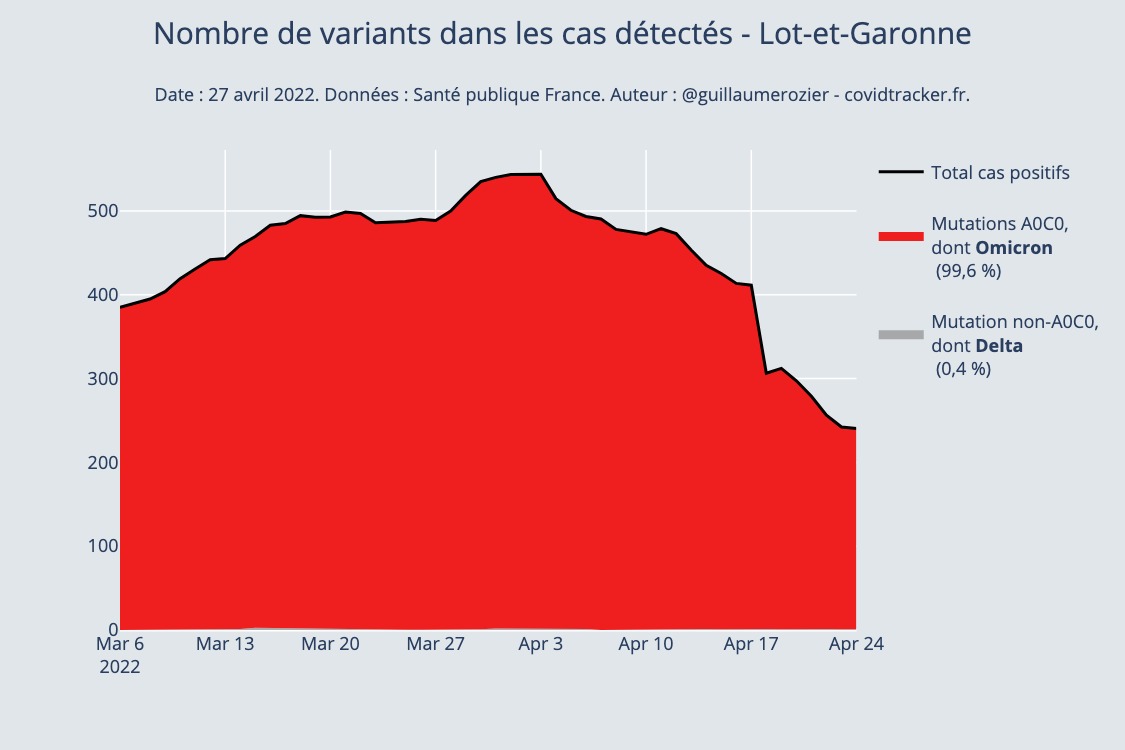 Nombre de variants dans les cas détectés - Lot-et-Garonne
Date : 27 avril 2022. Données : Santé publique France. Auteur : @guillaumerozier - covidtracker.fr.
Total cas positifs
Mutations A0C0,
dont Omicron
(99,6 %)
Mutation non-A0C0,
dont Delta
(0,4 %)
500
400
300
200
100
0
Mar 6
2022
Mar 13
Mar 20
Mar 27
Apr 3
Apr 10
Apr 17
Apr 24